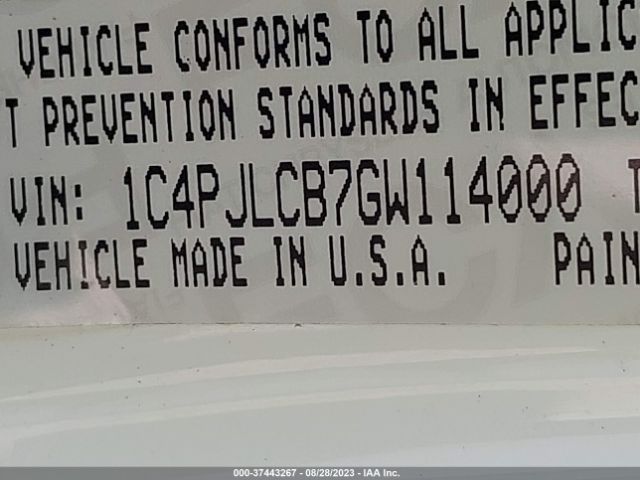 VEHICLE CONFORMS TO ALL APPLIC
T PREVENTION STANDARDS IN EFFEC
VIN: 1C4PJLCB7GW114000 T
VEHICLE MADE IN U.S.A. PAIN
000-37443267 - 08/28/2023 - IAA Inc.